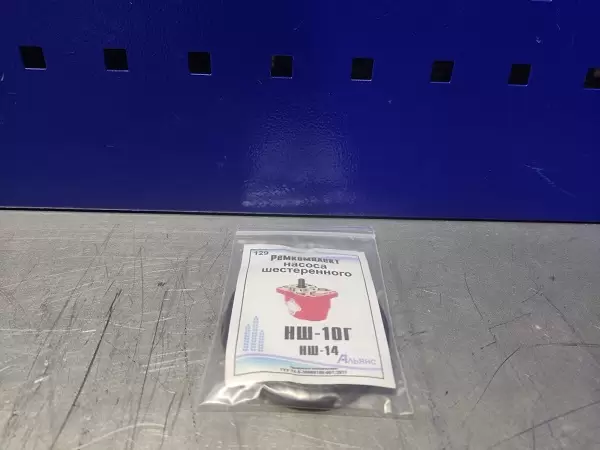 129
Ремкомплект
насоса
шестеренного
НШ-10Г
НШ-14
Альянс